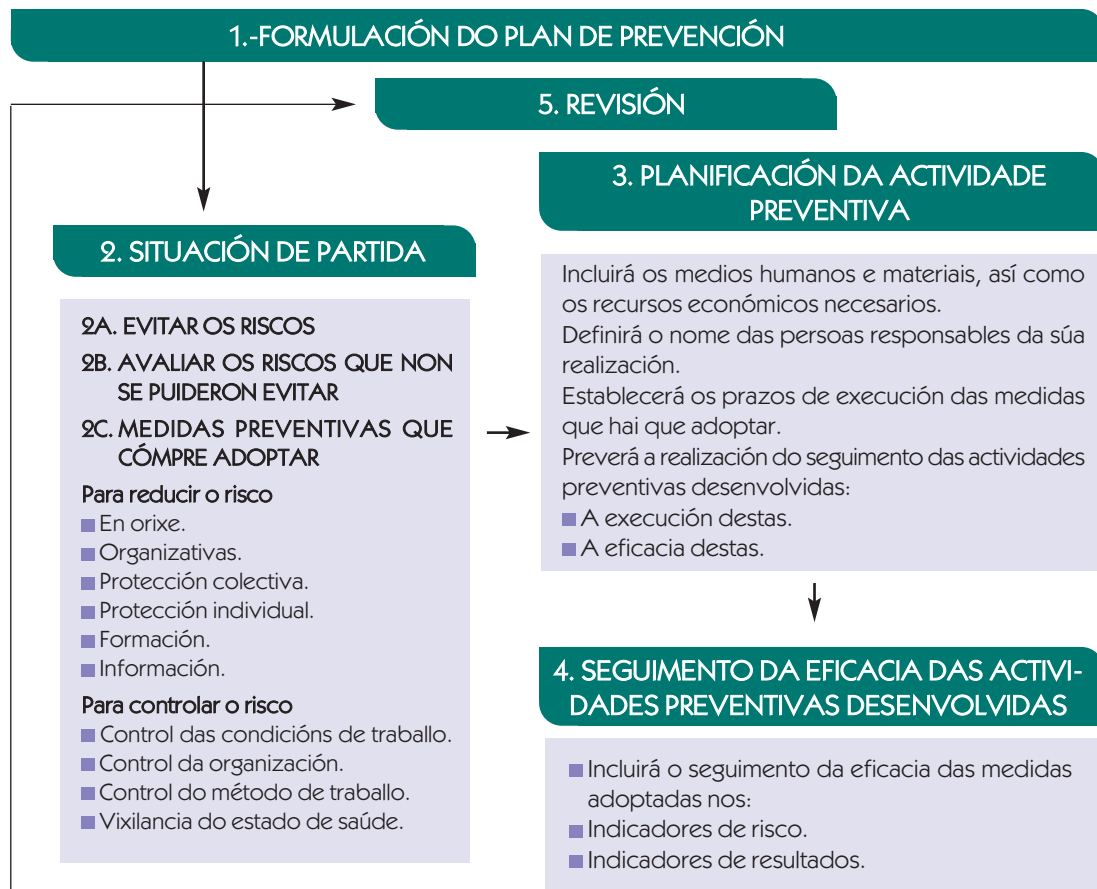 1.-FORMULACIÓN DO PLAN DE PREVENCIÓN
5. REVISIÓN
2. SITUACIÓN DE PARTIDA
2A. EVITAR OS RISCOS
2B. AVALIAR OS RISCOS QUE NON
SE PUIDERON EVITAR
2C. MEDIDAS PREVENTIVAS QUE
CÓMPRE ADOPTAR
Para reducir o risco
En orixe.
Organizativas.
Protección colectiva.
Protección individual.
Formación.
Información.
Para controlar o risco
Control das condicións de traballo.
Control da organización.
Control do método de traballo.
Vixilancia do estado de saúde.
3. PLANIFICACIÓN DA ACTIVIDADE
PREVENTIVA
Incluirá os medios humanos e materiais, así como
os recursos económicos necesarios.
Definirá o nome das persoas responsables da súa
realización.
Establecerá os prazos de execución das medidas
que hai que adoptar.
Preverá a realización do seguimento das actividades
preventivas desenvolvidas:
A execución destas.
A eficacia destas.
4. SEGUIMENTO DA EFICACIA DAS ACTIVI-
DADES PREVENTIVAS DESENVOLVIDAS
Incluirá o seguimento da eficacia das medidas
adoptadas nos:
Indicadores de risco.
Indicadores de resultados.